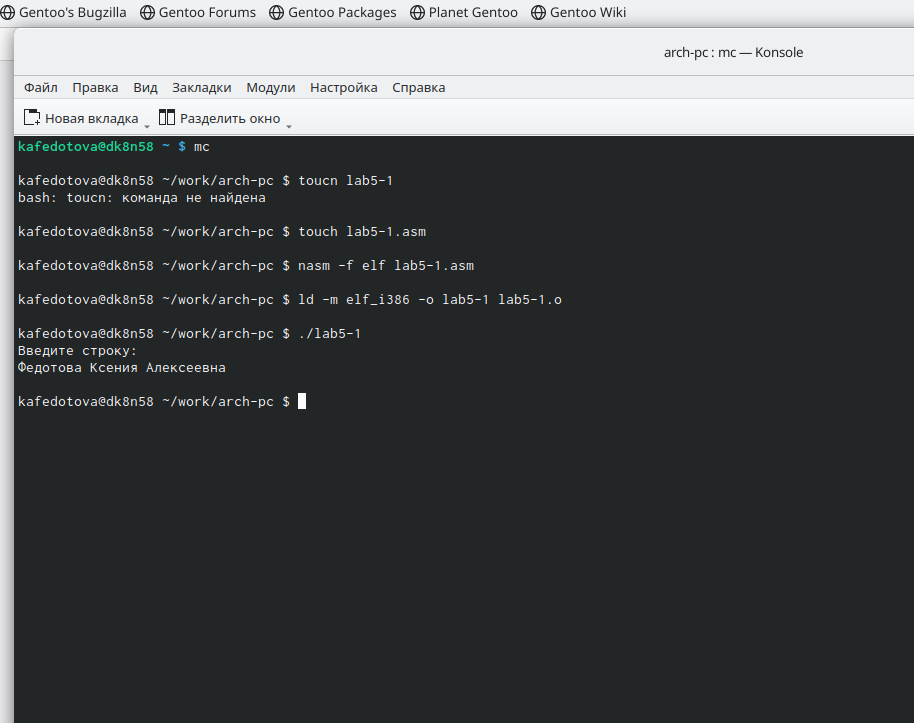 Gentoo's Bugzilla Gentoo Forums Gentoo Packages Planet Gentoo Gentoo Wiki
arch-pc : mc — Konsole
Файл Правка Вид Закладки Модули Настройка Справка
Новая вкладка Разделить окно
kafedotova@dk8n58 ~ $ mc
kafedotova@dk8n58 ~/work/arch-pc $ toucn lab5-1
bash: toucn: команда не найдена
kafedotova@dk8n58 ~/work/arch-pc $ touch lab5-1.asm
kafedotova@dk8n58 ~/work/arch-pc $ nasm -f elf lab5-1.asm
kafedotova@dk8n58 ~/work/arch-pc $ ld -m elf_i386 -o lab5-1 lab5-1.o
kafedotova@dk8n58 ~/work/arch-pc $ ./lab5-1
Введите строку:
Федотова Ксения Алексеевна
kafedotova@dk8n58 ~/work/arch-pc $